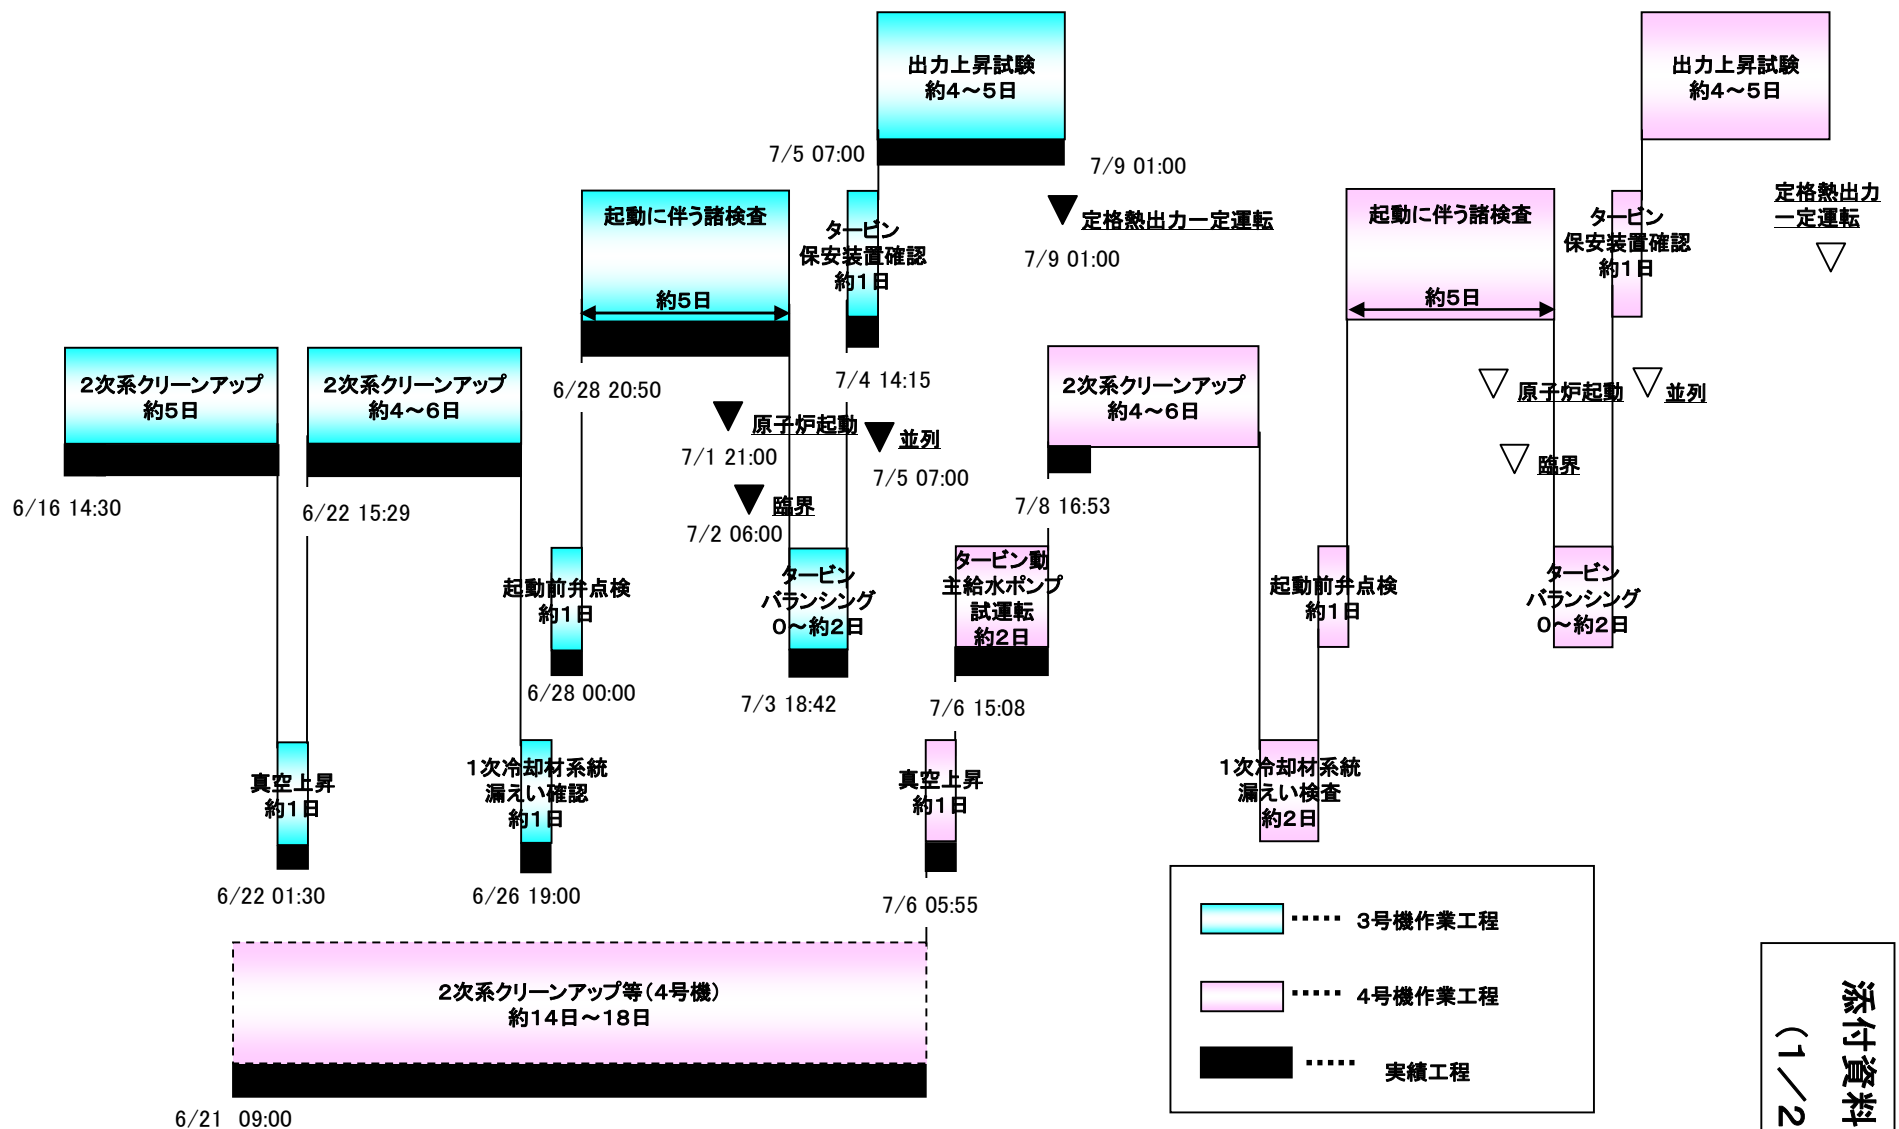 出力上昇試験
約4～5日
7/5 07:00
7/9 01:00
出力上昇試験
約4～5日
起動に伴う諸検査
約5日
タービン
保安装置確認
約1日
定格熱出力一定運転
7/9 01:00
起動に伴う諸検査
約5日
タービン
保安装置確認
約1日
定格熱出力
一定運転
2次系クリーンアップ
約5日
6/16 14:30
2次系クリーンアップ
約4～6日
6/22 15:29
6/28 20:50
原子炉起動
7/1 21:00
臨界
7/2 06:00
7/4 14:15
並列
7/5 07:00
2次系クリーンアップ
約4～6日
7/8 16:53
原子炉起動
並列
臨界
起動前弁点検
約1日
6/28 00:00
タービン
バランシング
0～約2日
7/3 18:42
タービン動
主給水ポンプ
試運転
約2日
7/6 15:08
起動前弁点検
約1日
タービン
バランシング
0～約2日
真空上昇
約1日
6/22 01:30
1次冷却材系統
漏えい確認
約1日
6/26 19:00
真空上昇
約1日
7/6 05:55
1次冷却材系統
漏えい検査
約2日
2次系クリーンアップ等(4号機)
約14日～18日
6/21 09:00
····· 3号機作業工程
····· 4号機作業工程
····· 実績工程
添付資料
(1／2